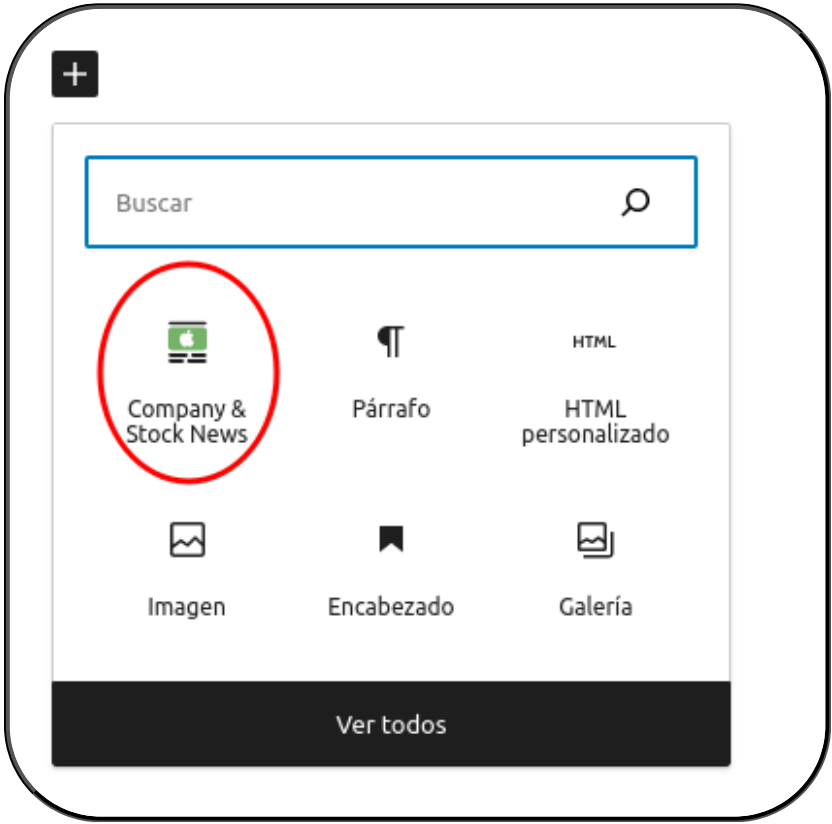 Buscar
Company &
Stock News
Párrafo
HTML
HTML
personalizado
Imagen
Encabezado
Galería
Ver todos